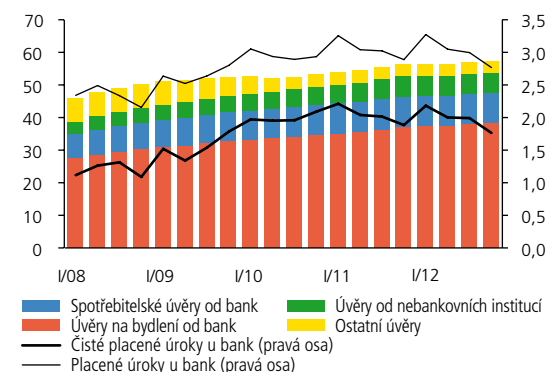 70 3,5
60 3,0
50 2,5
40 2,0
30 1,5
20 1,0
10 0,5
0 0,0
I/08 I/09 I/10 I/11 I/12
Spotřebitelské úvěry od bank Úvěry od nebankovních institucí
Úvěry na bydlení od bank Ostatní úvěry
Čisté placené úroky u bank (pravá osa)
Placené úroky u bank (pravá osa)